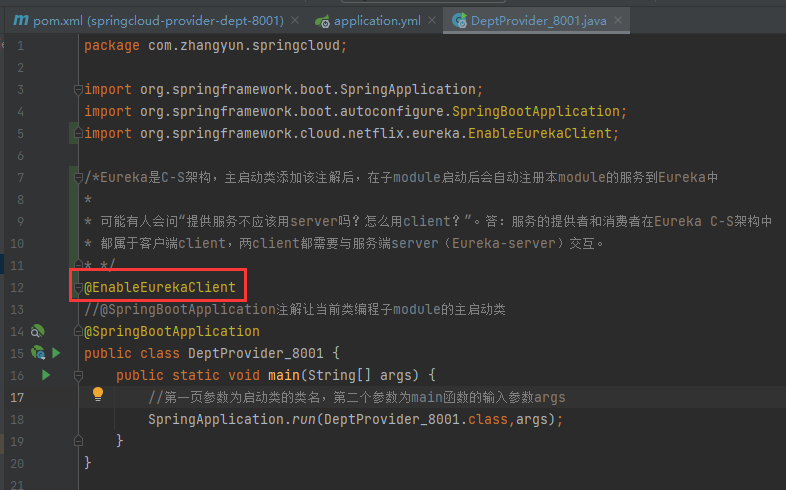 pom.xml (springcloud-provider-dept-8001)
application.yml
DeptProvider_8001.java
1 package com.zhangyun.springcloud;
2
3 import org.springframework.boot.SpringApplication;
4 import org.springframework.boot.autoconfigure.SpringBootApplication;
5 import org.springframework.cloud.netflix.eureka.EnableEurekaClient;
6
7 /*Eureka是C-S架构，主启动类添加该注解后，在子module启动后会自动注册本module的服务到Eureka中
8 *
9 * 可能有人会问“提供服务不应该用server吗？怎么用client？”。答：服务的提供者和消费者在Eureka C-S架构中
10 * 都属于客户端client，两client都需要与服务端server（Eureka-server）交互。
11 * */
12 @EnableEurekaClient
13 //@SpringBootApplication注解让当前类编程子module的主启动类
14 @SpringBootApplication
15 public class DeptProvider_8001 {
16 public static void main(String[] args) {
17 //第一页参数为启动类的类名，第二个参数为main函数的输入参数args
18 SpringApplication.run(DeptProvider_8001.class,args);
19 }
20 }